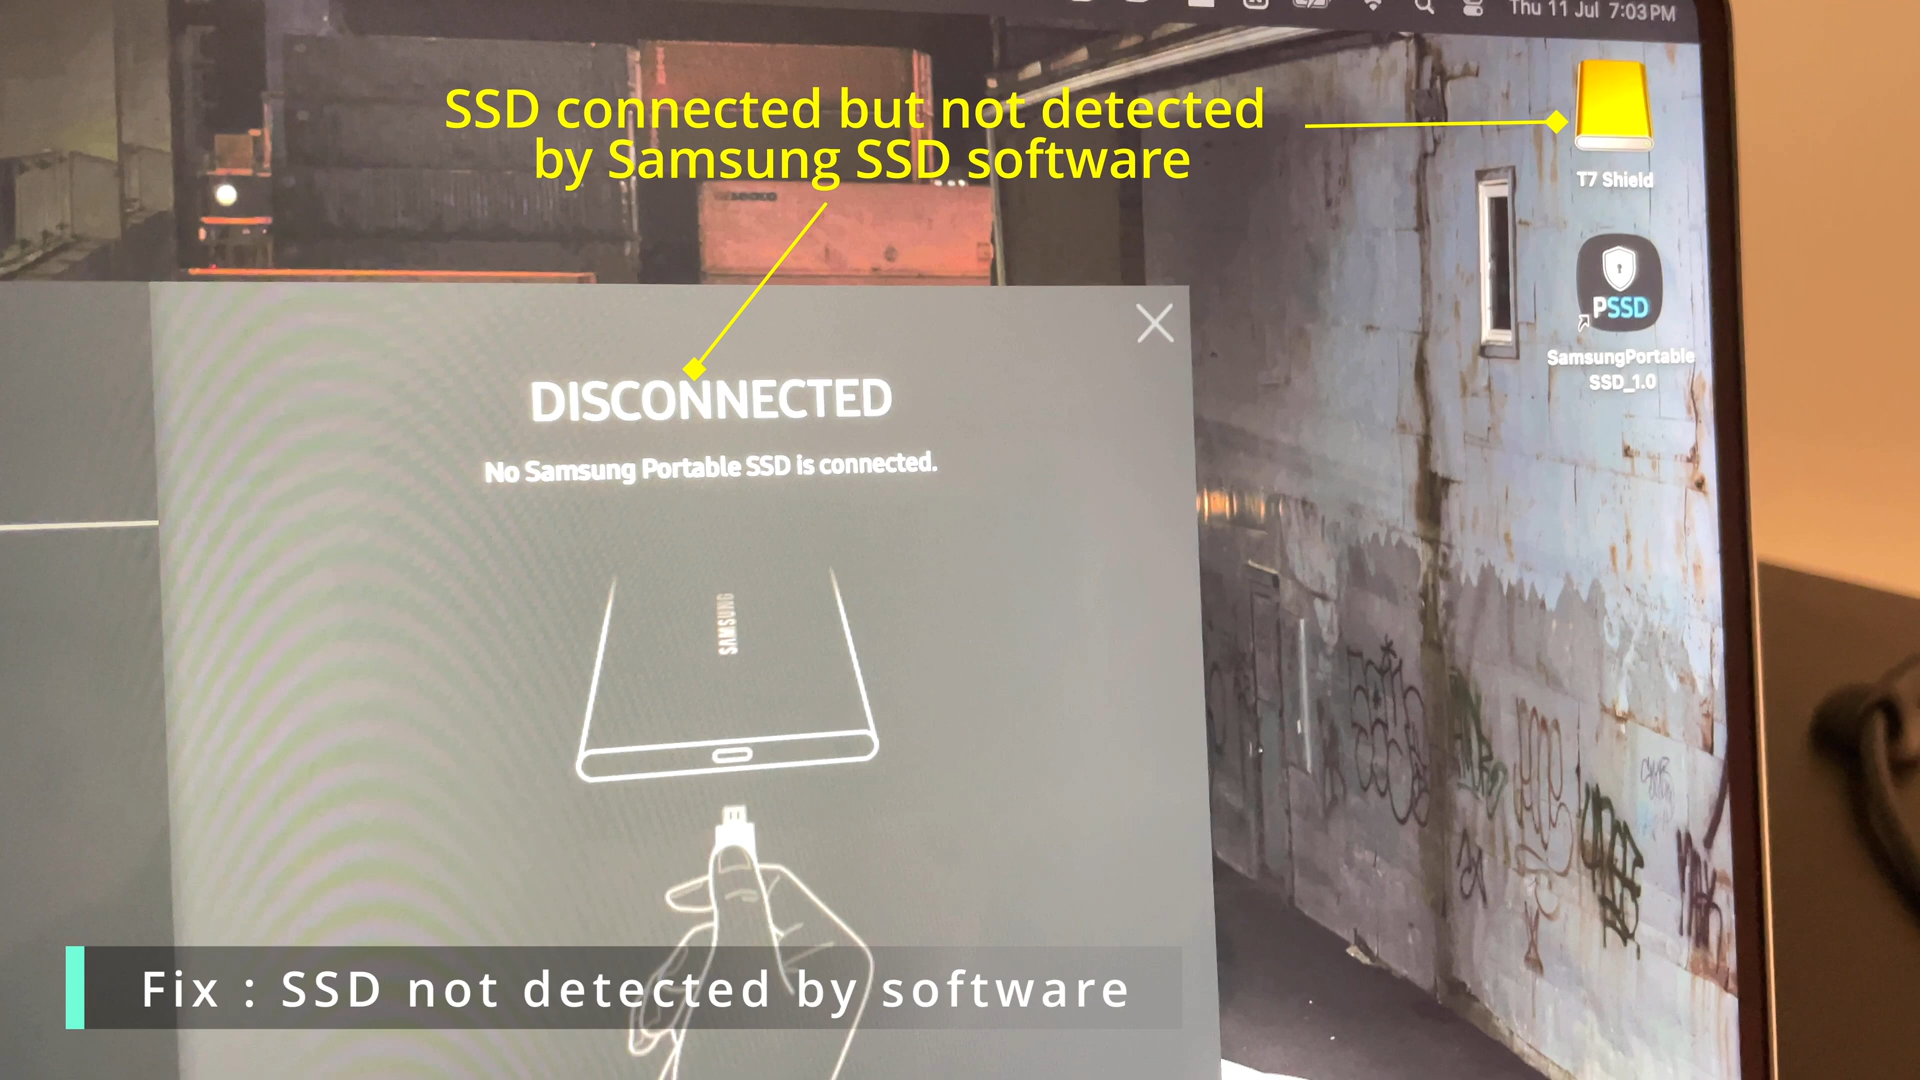 Thu 11 Jul 7:03 PM
SSD connected but not detected
by Samsung SSD software
T7 Shield
PSSD
SamsungPortable
SSD_1.0
DISCONNECTED
No Samsung Portable SSD is connected.
SAMSUNG
Fix : SSD not detected by software